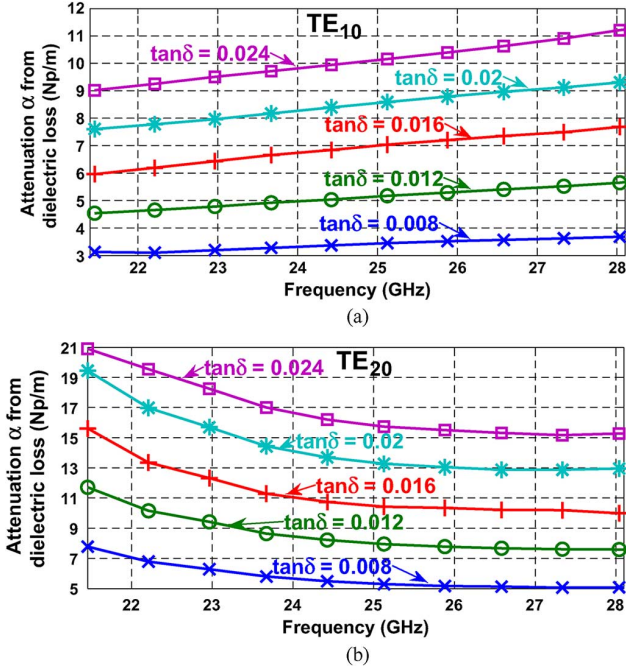 TE10
Attenuation α from
dielectric loss (Np/m)
12
11
10
9
8
7
6
5
4
3
tanδ = 0.024
tanδ = 0.02
tanδ = 0.016
tanδ = 0.012
tanδ = 0.008
22 23 24 25 26 27 28
Frequency (GHz)
(a)
TE20
Attenuation α from
dielectric loss (Np/m)
21
19
17
15
13
11
9
7
5
tanδ = 0.024
tanδ = 0.02
tanδ = 0.016
tanδ = 0.012
tanδ = 0.008
22 23 24 25 26 27 28
Frequency (GHz)
(b)